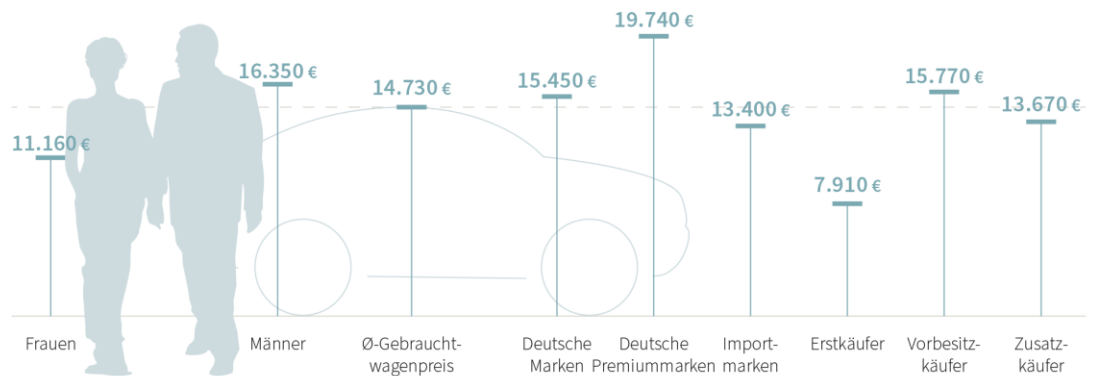 19.740 €
16.350 €
14.730 €
15.450 €
15.770 €
13.400 €
13.670 €
11.160 €
7.910 €
Frauen
Männer
Ø-Gebraucht-
wagenpreis
Deutsche
Marken
Deutsche
Premiummarken
Import-
marken
Erstkäufer
Vorbesitz-
käufer
Zusatz-
käufer